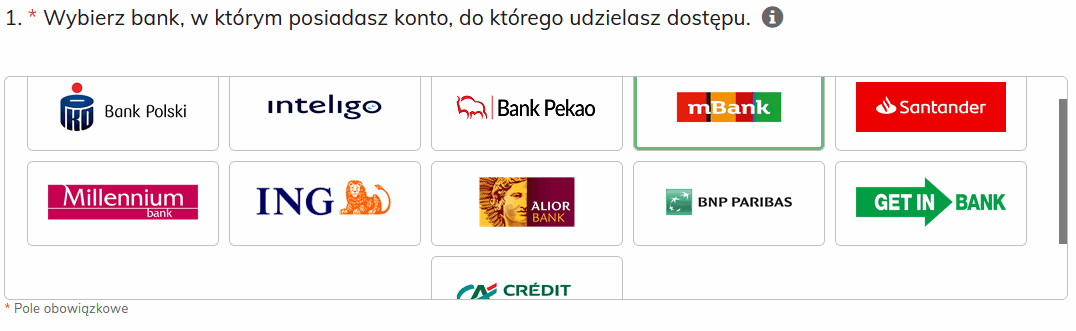 1. * Wybierz bank, w którym posiadasz konto, do którego udzielasz dostępu. i
PKO Bank Polski
inteligo
Bank Pekao
mBank
Santander
Millennium
bank
ING
ALIOR
BANK
BNP PARIBAS
GET IN BANK
CRÉDIT
* Pole obowiązkowe